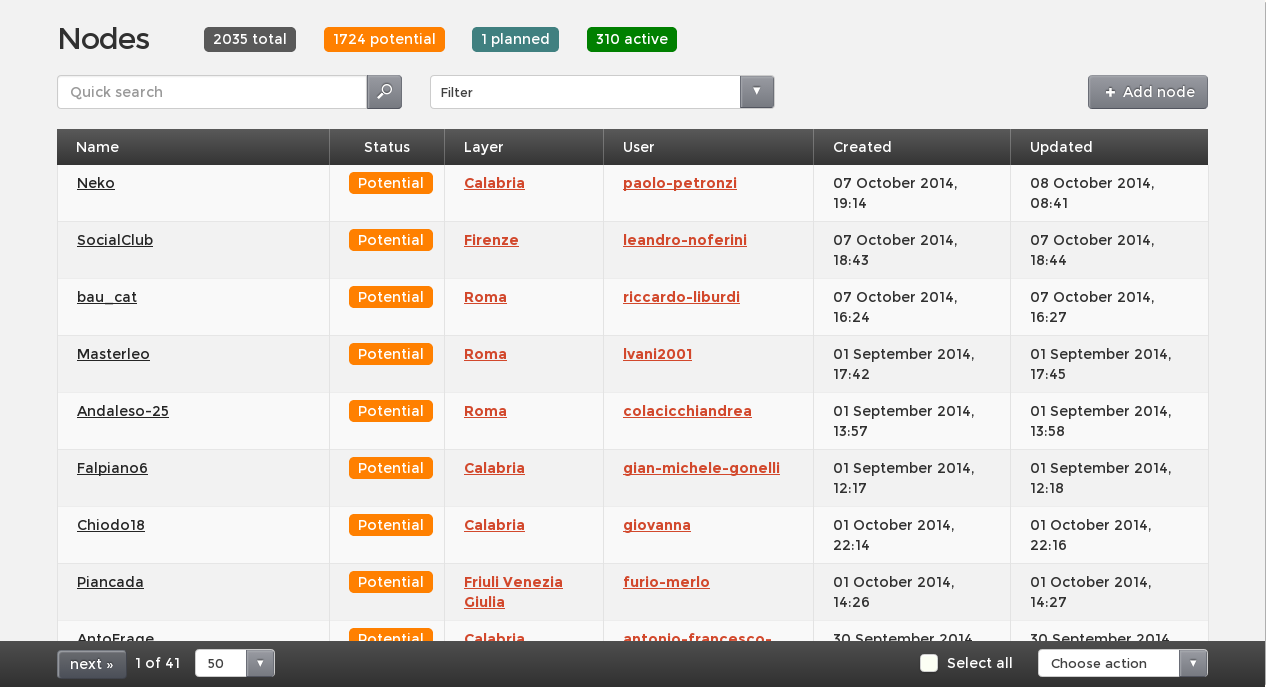 Nodes 2035 total 1724 potential 1 planned 310 active
Quick search Filter ▼ + Add node
Name Status Layer User Created Updated
Neko Potential Calabria paolo-petronzi 07 October 2014, 08 October 2014,
19:14 08:41
SocialClub Potential Firenze leandro-noferini 07 October 2014, 07 October 2014,
18:43 18:44
bau_cat Potential Roma riccardo-liburdi 07 October 2014, 07 October 2014,
16:24 16:27
Masterleo Potential Roma lvani2001 01 September 2014, 01 September 2014,
17:42 17:45
Andaleso-25 Potential Roma colacicchiandrea 01 September 2014, 01 September 2014,
13:57 13:58
Falpiano6 Potential Calabria gian-michele-gonelli 01 September 2014, 01 September 2014,
12:17 12:18
Chiodo18 Potential Calabria giovanna 01 October 2014, 01 October 2014,
22:14 22:16
Piancada Potential Friuli Venezia furio-merlo 01 October 2014, 01 October 2014,
Giulia 14:26 14:27
AntoFrage Potential Calabria antonio-francesco- 30 September 2014, 30 September 2014,
next » 1 of 41 50 ▼ Select all Choose action ▼